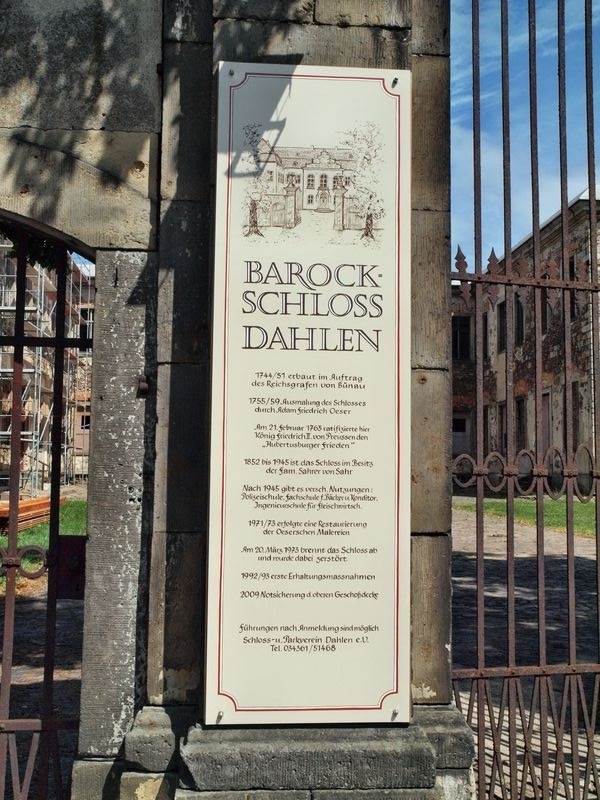 BAROCK-
SCHLOSS
DAHLEN
1744/51 erbaut im Auftrag
des Reichsgrafen von Bünau
1755/59 Ausmalung des Schlosses
durch Adam Friedrich Oeser
Am 21. Februar 1763 ratifizierte hier
König Friedrich II. von Preussen den
„Hubertusburger Frieden“
1852 bis 1945 ist das Schloss im Besitz
der Fam. Sahrer von Sahr
Nach 1945 gibt es versch. Nutzungen:
Polizeischule, Fachschule f. Bäcker u. Konditor,
Ingenieurschule für Fleischwirtsch.
1971/73 erfolgte eine Restaurierung
der Oeserschen Malereien
Am 20. März 1973 brennt das Schloss ab
und wurde dabei zerstört.
1992/93 erste Erhaltungsmassnahmen
2009 Notsicherung d. oberen Geschoßdecke
Führungen nach Anmeldung sind möglich
Schloss- u. Parkverein Dahlen e.V.
Tel. 034361/51468